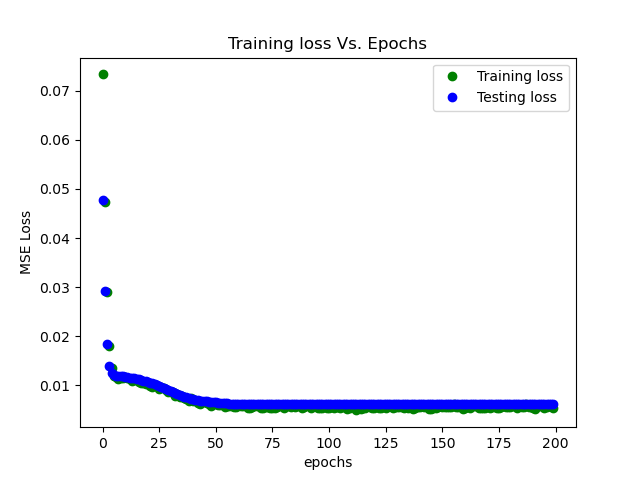 Training loss Vs. Epochs
Training loss
Testing loss
0.07
0.06
0.05
0.04
0.03
0.02
0.01
MSE Loss
0 25 50 75 100 125 150 175 200
epochs